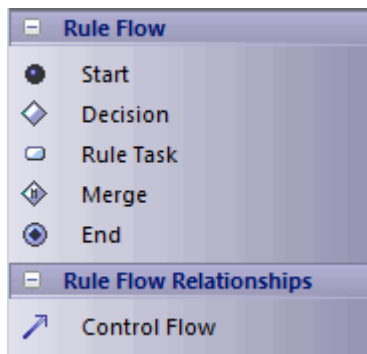 Rule Flow
Start
Decision
Rule Task
Merge
End
Rule Flow Relationships
Control Flow